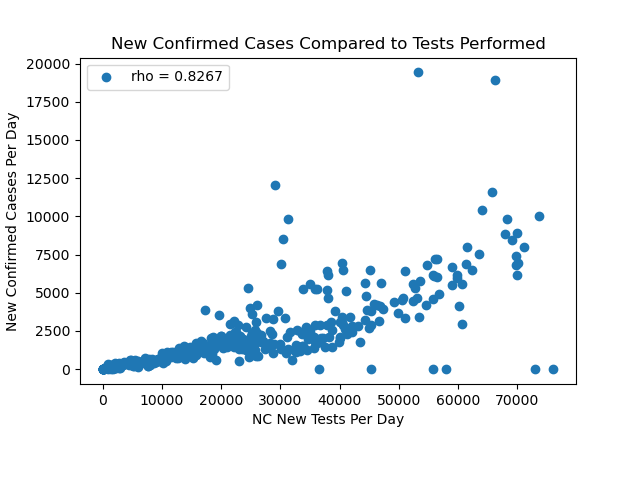 New Confirmed Cases Compared to Tests Performed
rho = 0.8267
20000
17500
15000
12500
10000
7500
5000
2500
0
New Confirmed Caeses Per Day
0 10000 20000 30000 40000 50000 60000 70000
NC New Tests Per Day